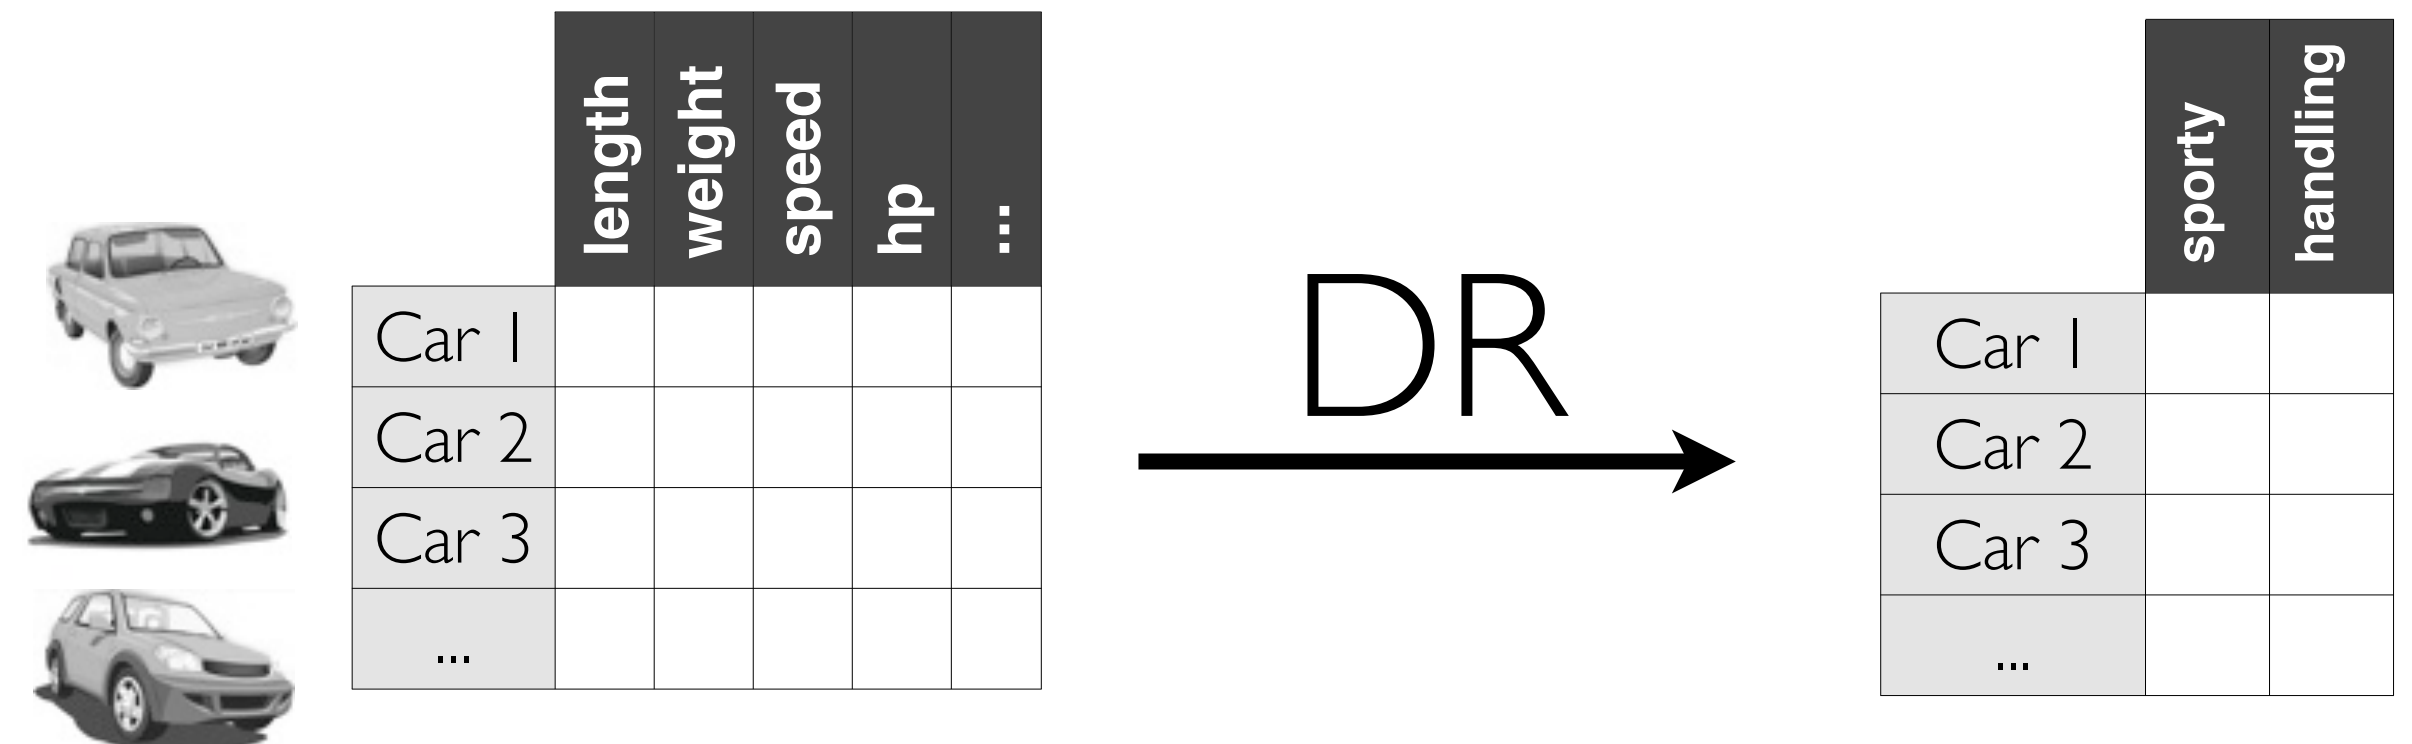 length weight speed hp ...
Car 1
Car 2
Car 3
...
DR
sporty handling
Car 1
Car 2
Car 3
...